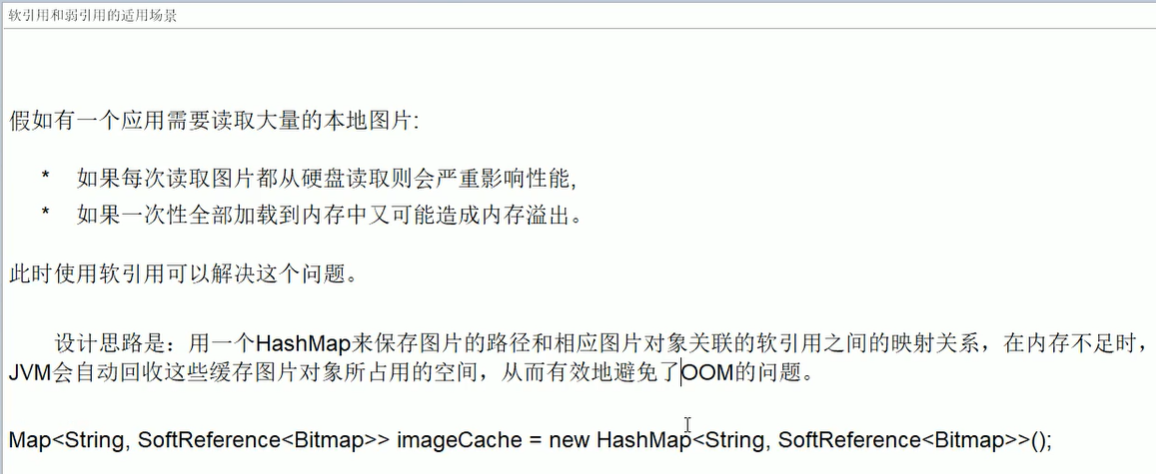 软引用和弱引用的适用场景
假如有一个应用需要读取大量的本地图片:
* 如果每次读取图片都从硬盘读取则会严重影响性能,
* 如果一次性全部加载到内存中又可能造成内存溢出。
此时使用软引用可以解决这个问题。
设计思路是：用一个HashMap来保存图片的路径和相应图片对象关联的软引用之间的映射关系，在内存不足时，
JVM会自动回收这些缓存图片对象所占用的空间，从而有效地避免了OOM的问题。
Map<String, SoftReference<Bitmap>> imageCache = new HashMap<String, SoftReference<Bitmap>>();